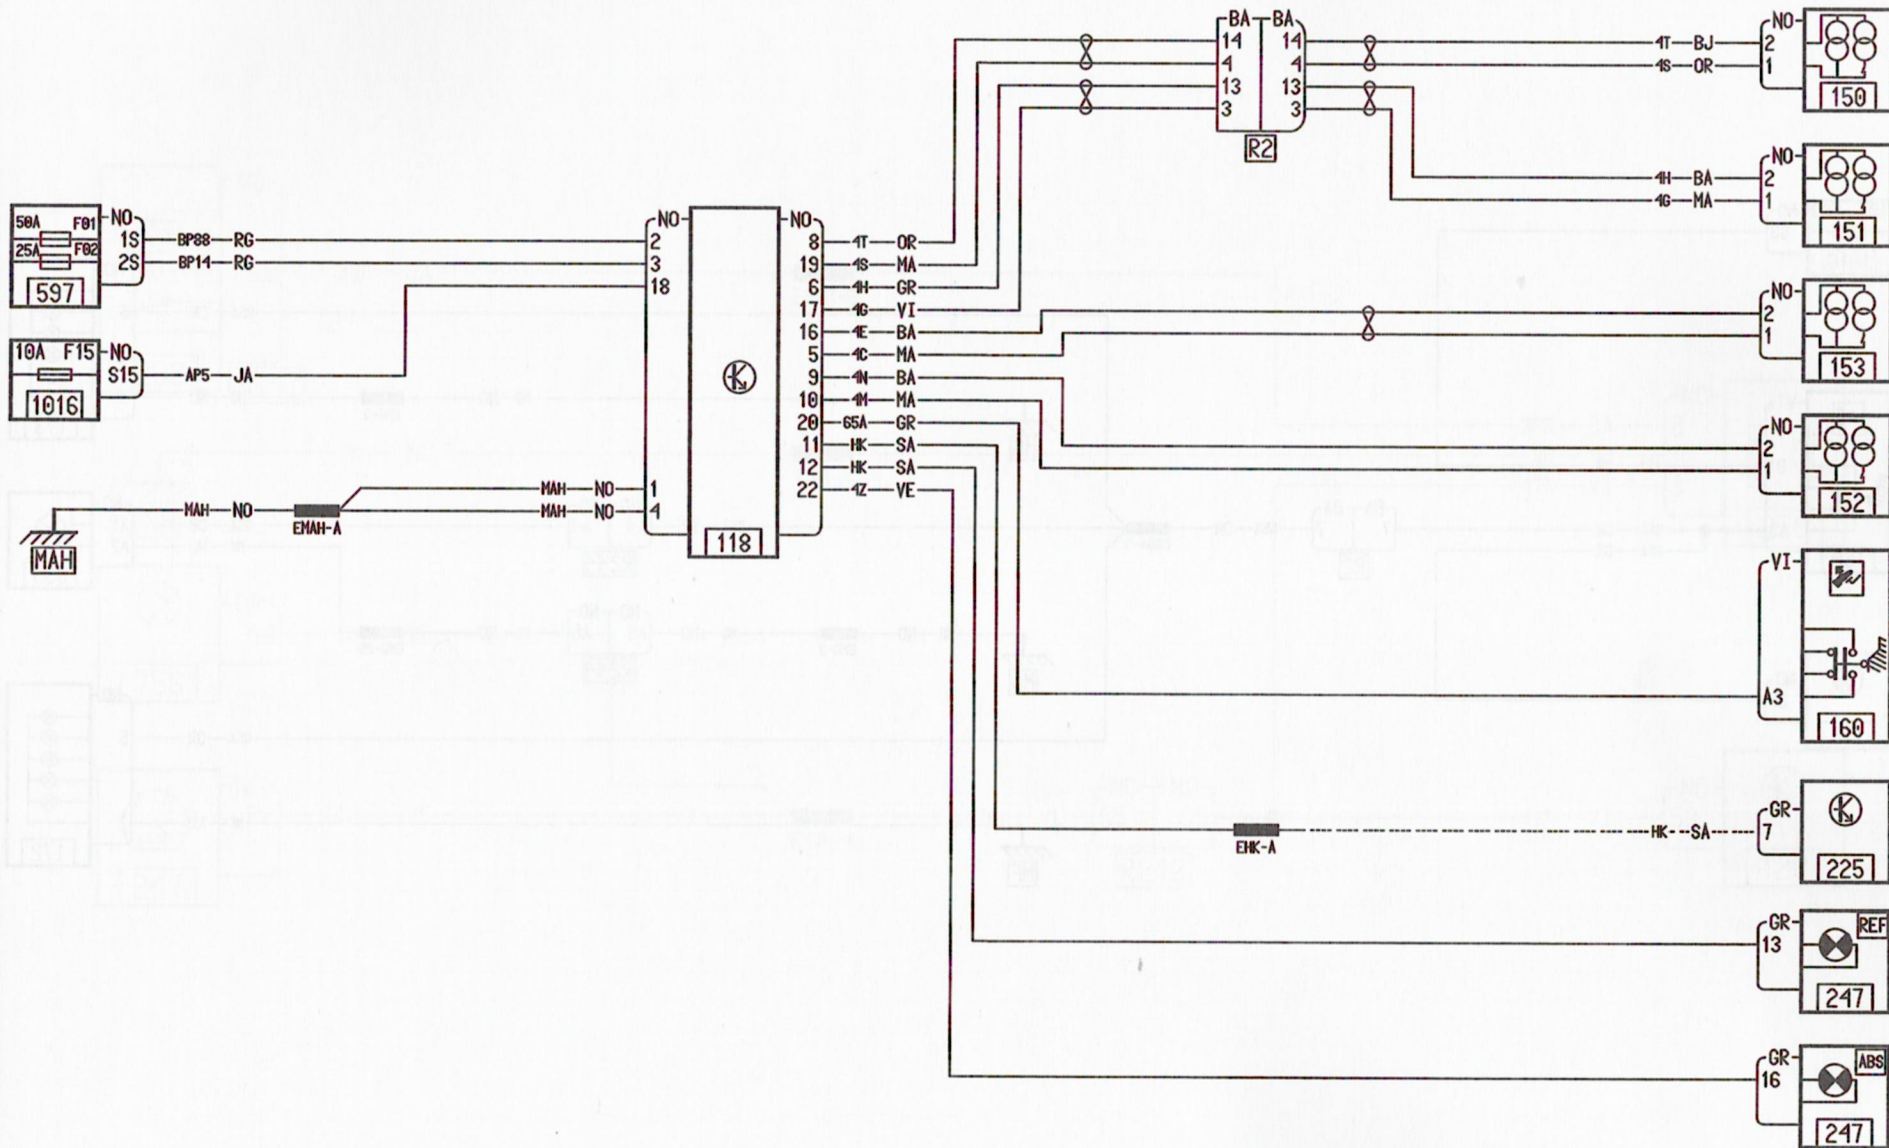 BA BA
14 14
4 4
13 13
3 3
R2
4T BJ
4S OR
NO
2
1
150
4H BA
4G MA
NO
2
1
151
50A F01
25A F02
597
NO
1S BP88 RG
2S BP14 RG
10A F15
1016
NO
S15 AP5 JA
MAH
MAH NO
EMAH-A
MAH NO
MAH NO
NO
2
3
18
1
4
118
NO
8 4T OR
19 4S MA
6 4H GR
17 4G VI
16 4E BA
5 4C MA
9 4N BA
10 4M MA
20 65A GR
11 HK SA
12 HK SA
22 4Z VE
NO
2
1
153
NO
2
1
152
VI
A3
160
EHK-A
HK SA
GR
7
225
GR
13
REF
247
GR
16
ABS
247